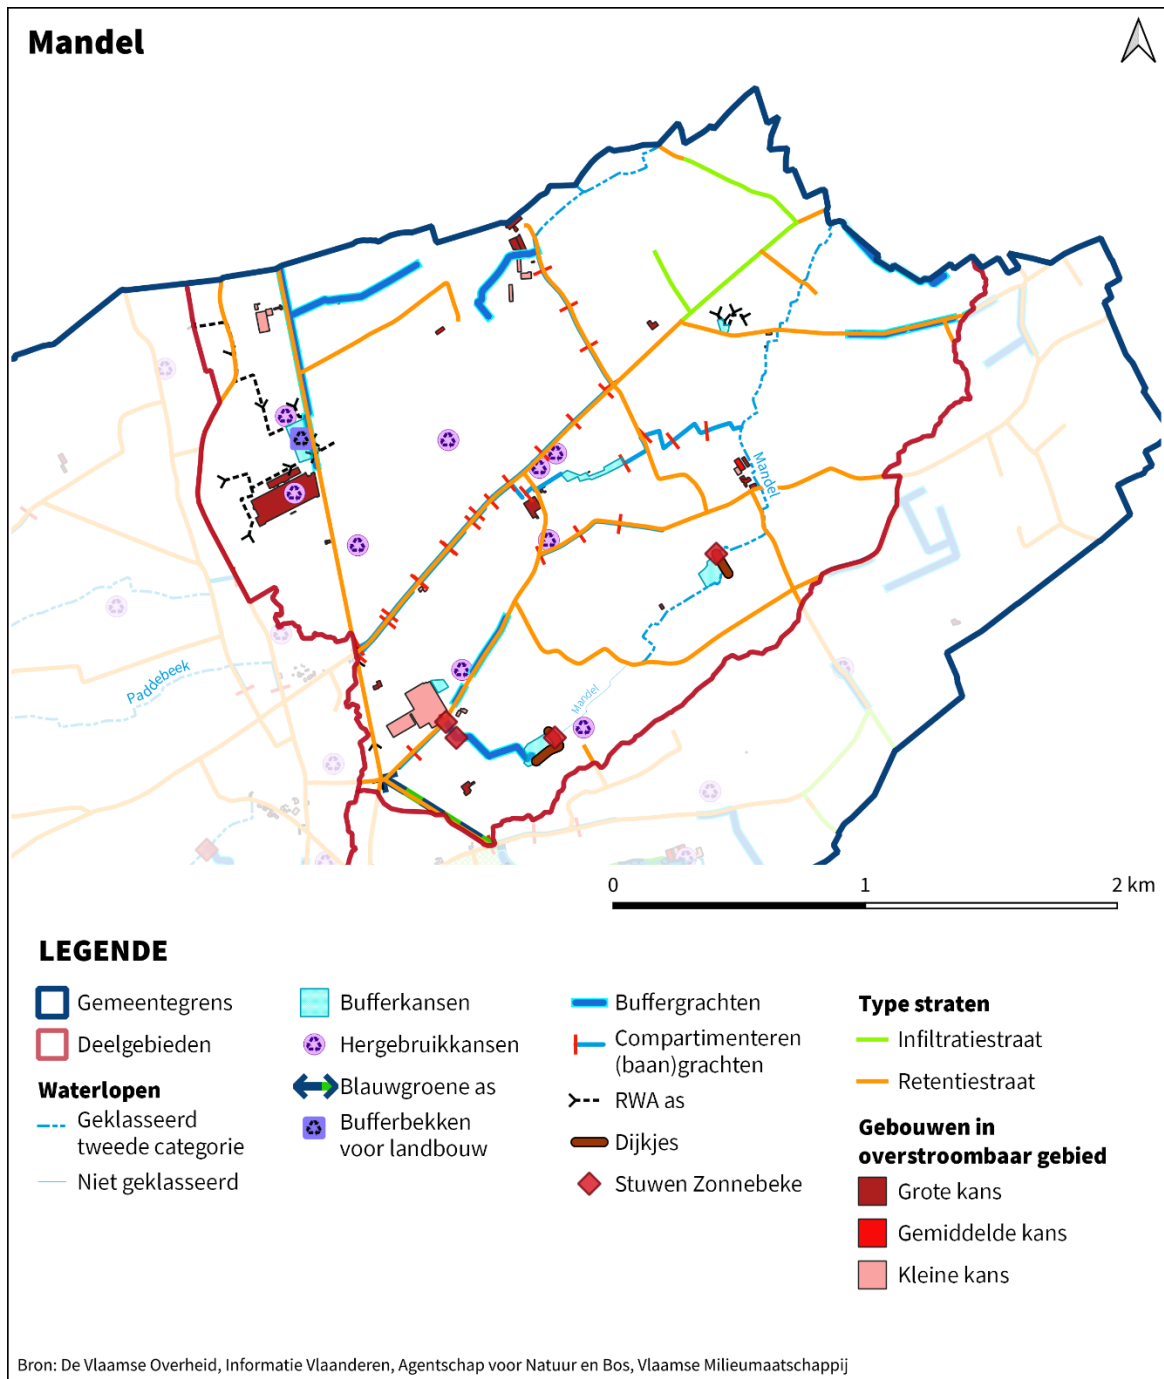 Mandel
Mandel
Mandel
Paddebeek
0 1 2 km
LEGENDE
Gemeentegrens
Deelgebieden
Waterlopen
Geklasseerd
tweede categorie
Niet geklasseerd
Bufferkansen
Hergebruikkansen
Blauwgroene as
Bufferbekken
voor landbouw
Buffergrachten
Compartimenteren
(baan)grachten
RWA as
Dijkjes
Stuwen Zonnebeke
Type straten
Infiltratiestraat
Retentiestraat
Gebouwen in
overstroombaar gebied
Grote kans
Gemiddelde kans
Kleine kans
Bron: De Vlaamse Overheid, Informatie Vlaanderen, Agentschap voor Natuur en Bos, Vlaamse Milieumaatschappij